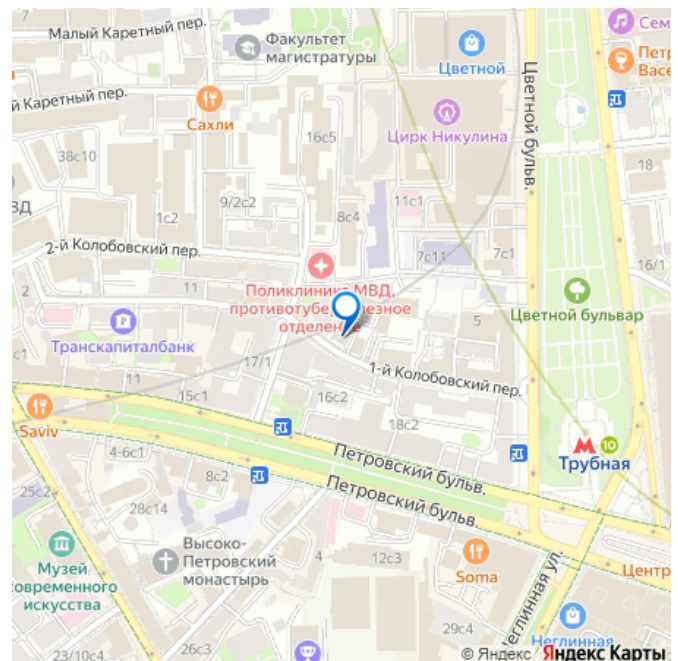 Малый Каретный пер.
Факультет
магистратуры
Цветной
Сем
Петр
Васе
й Каретный пер.
Сахли
16с5
Цирк Никулина
Цветной бульв.
38с10
ЗД
1с2
9/2с2
8с4
11с1
18
2-й Колобовский пер.
7с11
7с1
16/1
2
11
Поликлиника МВД,
противотуберкулезное
отделение
Цветной бульвар
Транскапиталбанк
5
17/1
1-й Колобовский пер.
11
15с1
16с2
18с2
Saviv
4-6с1
8с2
Петровский бульв.
Петровский бульв.
10
Трубная
25с2
28с14
Высоко-
Петровский
монастырь
4
12с3
Soma
Музей
современного
искусства
Центр
Неглинная ул.
29с4
Неглинная
23/10с4
26с3
© Яндекс Яндекс Карты